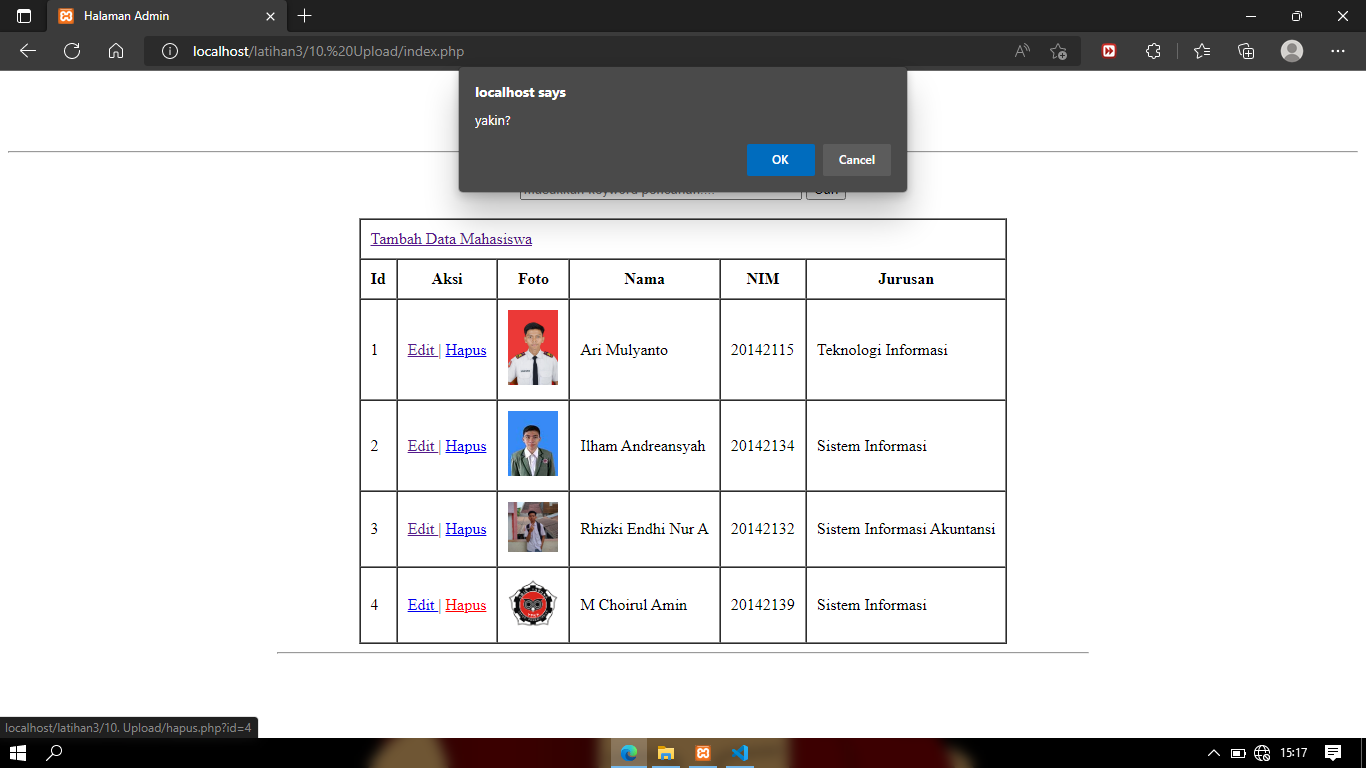 Halaman Admin
localhost/latihan3/10.%20Upload/index.php
localhost says
yakin?
OK Cancel
Tambah Data Mahasiswa
Id Aksi Foto Nama NIM Jurusan
1 Edit | Hapus Ari Mulyanto 20142115 Teknologi Informasi
2 Edit | Hapus Ilham Andreansyah 20142134 Sistem Informasi
3 Edit | Hapus Rhizki Endhi Nur A 20142132 Sistem Informasi Akuntansi
4 Edit | Hapus M Choirul Amin 20142139 Sistem Informasi
localhost/latihan3/10. Upload/hapus.php?id=4
15:17